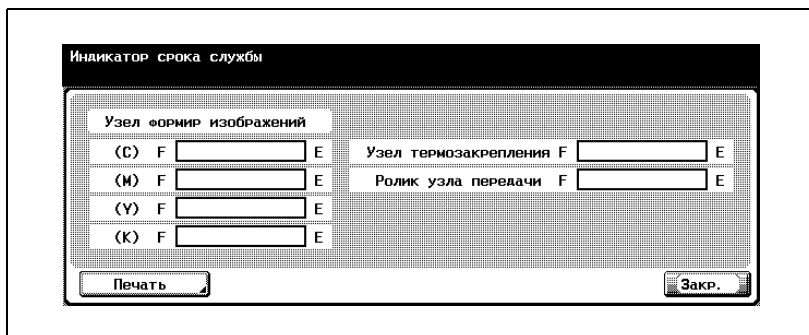 Индикатор срока службы
Узел формир изображений
(C) F E Узел термозакрепления F E
(M) F E Ролик узла передачи F E
(Y) F E
(K) F E
Печать Закр.